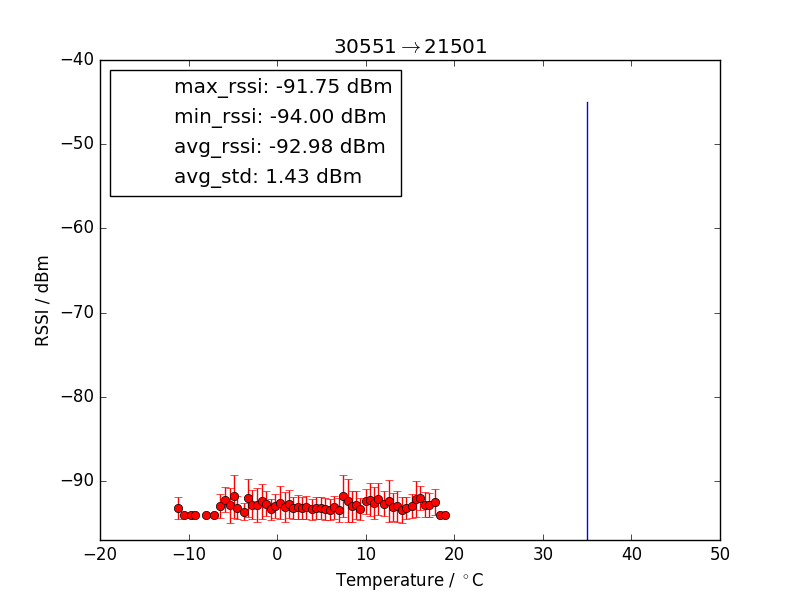 30551→21501
max_rssi: -91.75 dBm
min_rssi: -94.00 dBm
avg_rssi: -92.98 dBm
avg_std: 1.43 dBm
RSSI / dBm
−40
−50
−60
−70
−80
−90
−20 −10 0 10 20 30 40 50
Temperature / °C